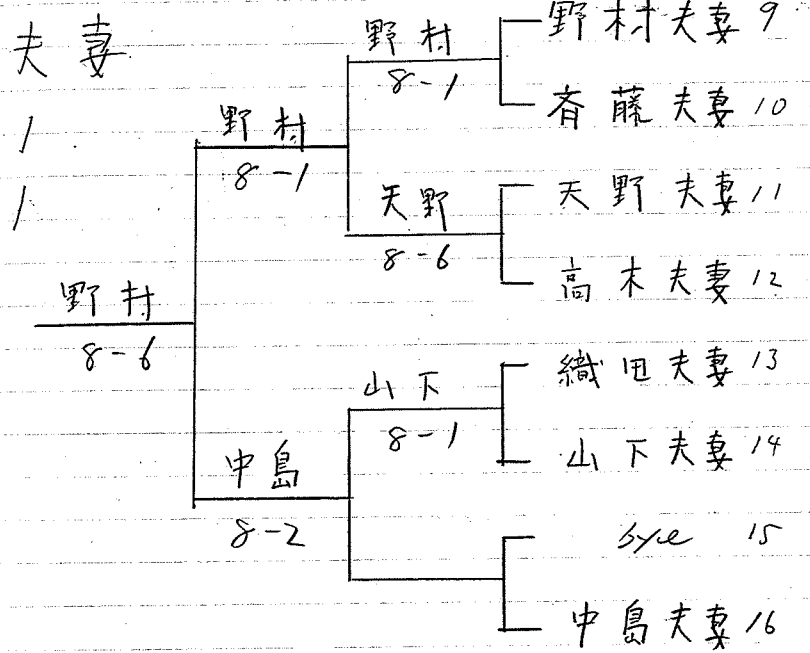 野村夫妻 9
野村
8-1
夫妻
斉藤夫妻 10
1
野村
8-1
1
天野
天野夫妻 11
8-6
高木夫妻 12
野村
8-6
織田夫妻 13
山下
8-1
山下夫妻 14
中島
8-2
bye 15
中島夫妻 16